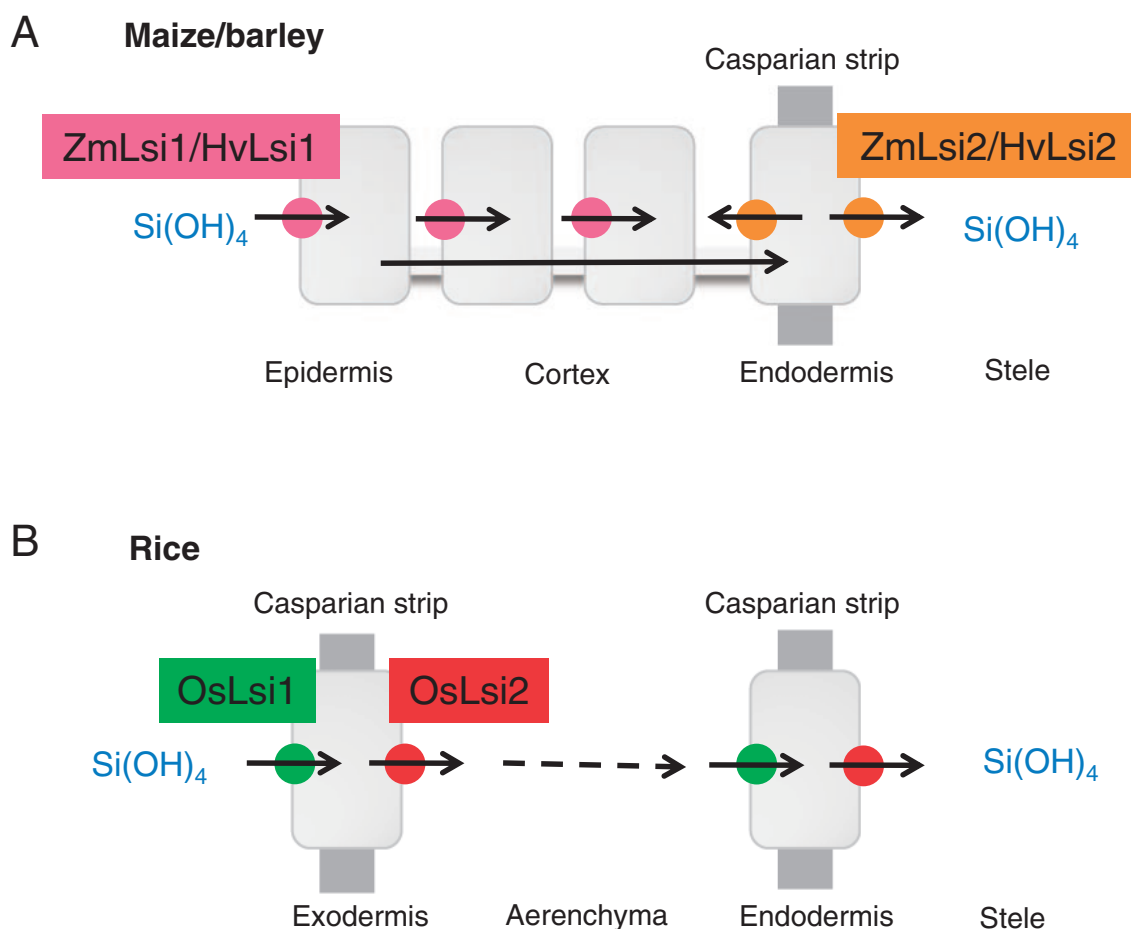 A
Maize/barley
Casparian strip
ZmLsi1/HvLsi1
ZmLsi2/HvLsi2
Si(OH)4
Si(OH)4
Epidermis
Cortex
Endodermis
Stele
B
Rice
Casparian strip
Casparian strip
OsLsi1
OsLsi2
Si(OH)4
Si(OH)4
Exodermis
Aerenchyma
Endodermis
Stele